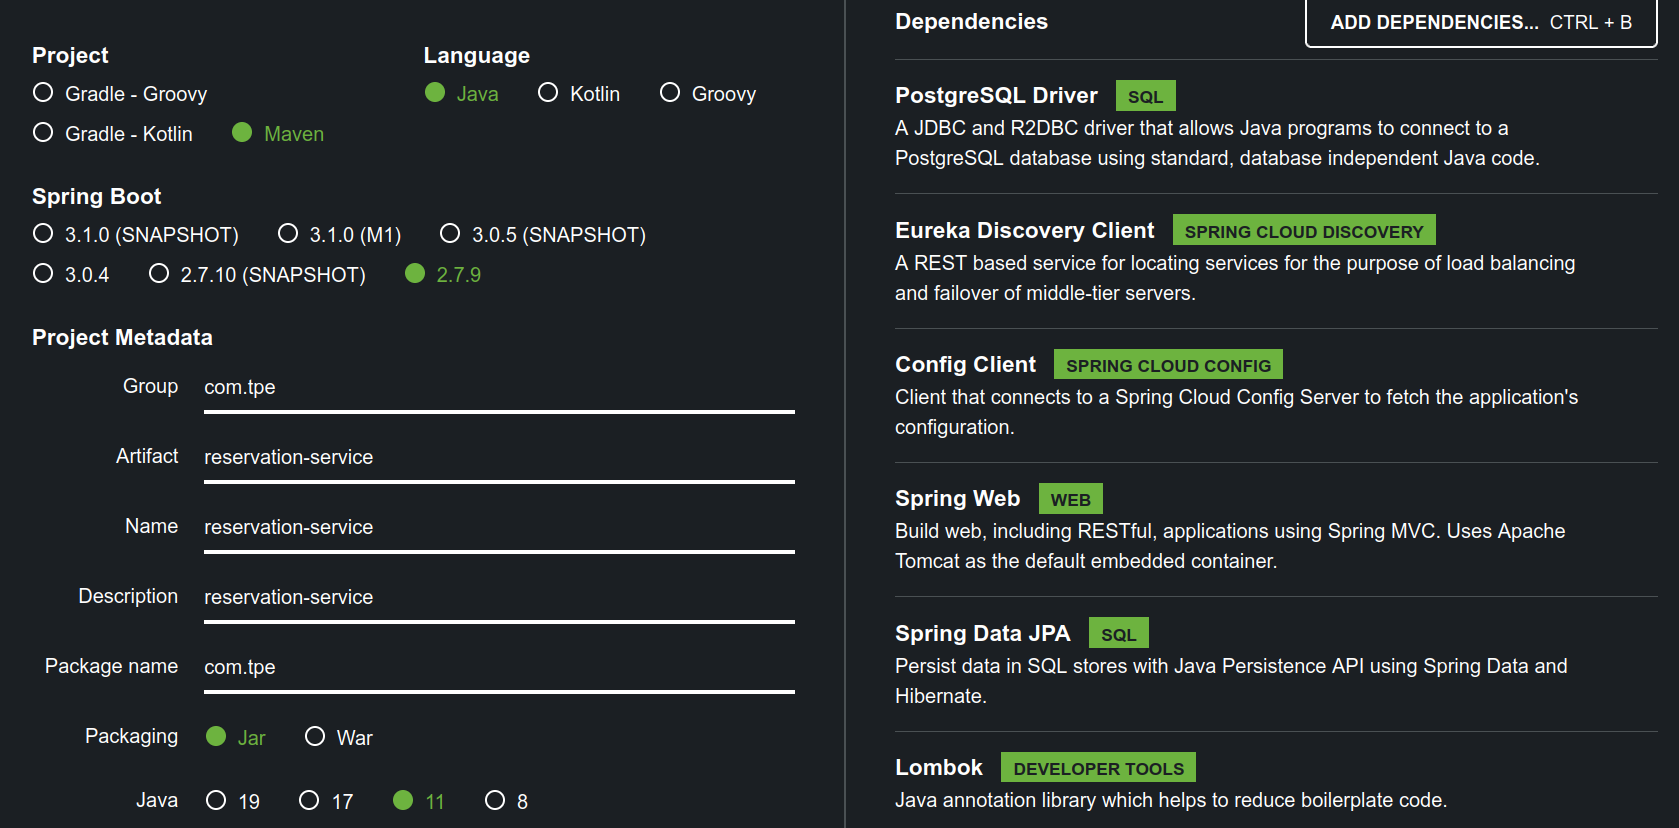 Project
Gradle - Groovy
Gradle - Kotlin Maven
Language
Java Kotlin Groovy
Spring Boot
3.1.0 (SNAPSHOT) 3.1.0 (M1) 3.0.5 (SNAPSHOT)
3.0.4 2.7.10 (SNAPSHOT) 2.7.9
Project Metadata
Group com.tpe
Artifact reservation-service
Name reservation-service
Description reservation-service
Package name com.tpe
Packaging Jar War
Java 19 17 11 8
Dependencies ADD DEPENDENCIES... CTRL + B
PostgreSQL Driver SQL
A JDBC and R2DBC driver that allows Java programs to connect to a
PostgreSQL database using standard, database independent Java code.
Eureka Discovery Client SPRING CLOUD DISCOVERY
A REST based service for locating services for the purpose of load balancing
and failover of middle-tier servers.
Config Client SPRING CLOUD CONFIG
Client that connects to a Spring Cloud Config Server to fetch the application's
configuration.
Spring Web WEB
Build web, including RESTful, applications using Spring MVC. Uses Apache
Tomcat as the default embedded container.
Spring Data JPA SQL
Persist data in SQL stores with Java Persistence API using Spring Data and
Hibernate.
Lombok DEVELOPER TOOLS
Java annotation library which helps to reduce boilerplate code.